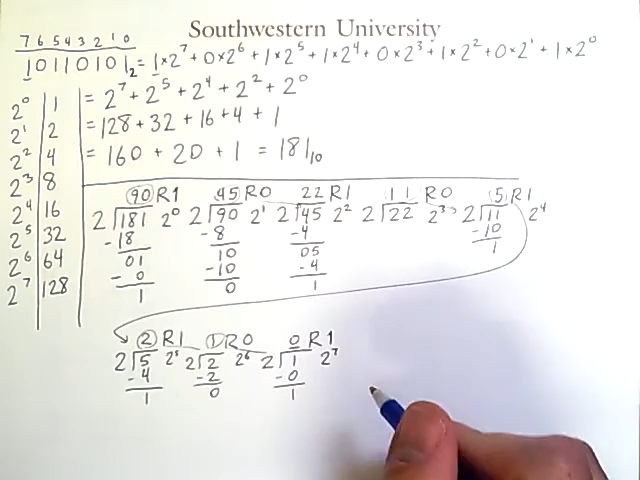 Southwestern University
7 6 5 4 3 2 1 0
10110101₂ = 1×2⁷ + 0×2⁶ + 1×2⁵ + 1×2⁴ + 0×2³ + 1×2² + 0×2¹ + 1×2⁰
= 2⁷ + 2⁵ + 2⁴ + 2² + 2⁰
= 128 + 32 + 16 + 4 + 1
= 160 + 20 + 1 = 181₁₀
2⁰ | 1
2¹ | 2
2² | 4
2³ | 8
2⁴ | 16
2⁵ | 32
2⁶ | 64
2⁷ | 128
90 R1 45 R0 22 R1 11 R0 5 R1
2 181 2⁰ 2 90 2¹ 2 45 2² 2 22 2³ 2 11 2⁴
-18 -8 -4 -10
01 10 05 1
-0 -10 -4
1 0 1
2 R1 1 R0 0 R1
2 5 2⁵ 2 2 2⁶ 2 1 2⁷
-4 -2 -0
1 0 1